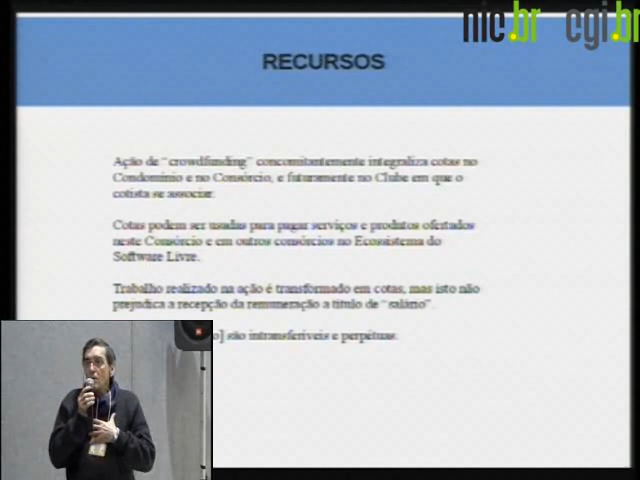 nic.br cgi.br
RECURSOS
Ação de "crowdfunding" concomitantemente integraliza cotas no
Condomínio e no Consórcio, e futuramente no Clube em que o
cotista se associar.
Cotas podem ser usadas para pagar serviços e produtos ofertados
neste Consórcio e em outros consórcios no Ecossistema do
Software Livre.
Trabalho realizado na ação é transformado em cotas, mas isto não
prejudica a recepção da remuneração a título de "salário".
são intransferíveis e perpétuas.